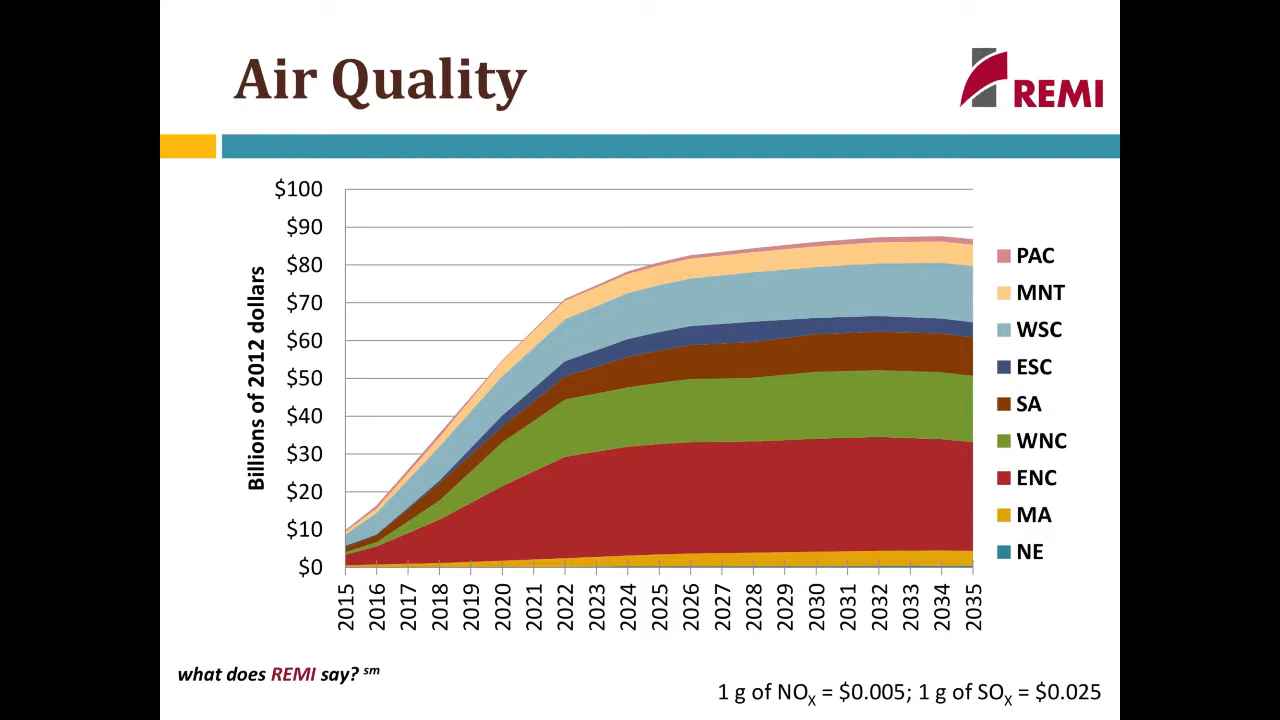 Air Quality
REMI
Billions of 2012 dollars
$100
$90
$80
$70
$60
$50
$40
$30
$20
$10
$0
2015
2016
2017
2018
2019
2020
2021
2022
2023
2024
2025
2026
2027
2028
2029
2030
2031
2032
2033
2034
2035
PAC
MNT
WSC
ESC
SA
WNC
ENC
MA
NE
what does REMI say? sm
1 g of NOX = $0.005; 1 g of SOX = $0.025